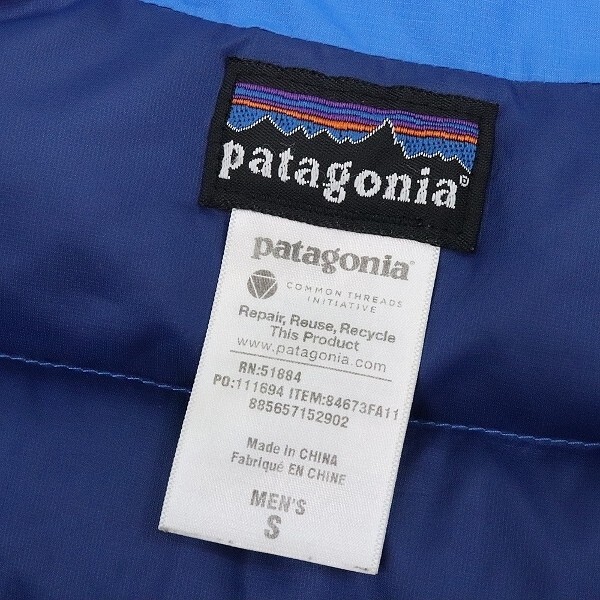 patagonia®
patagonia®
COMMON THREADS
INITIATIVE
Repair, Reuse, Recycle
This Product
www.patagonia.com
RN:51884
PO:111694 ITEM:84673FA11
885657152902
Made in CHINA
Fabriqué EN CHINE
MEN'S
S